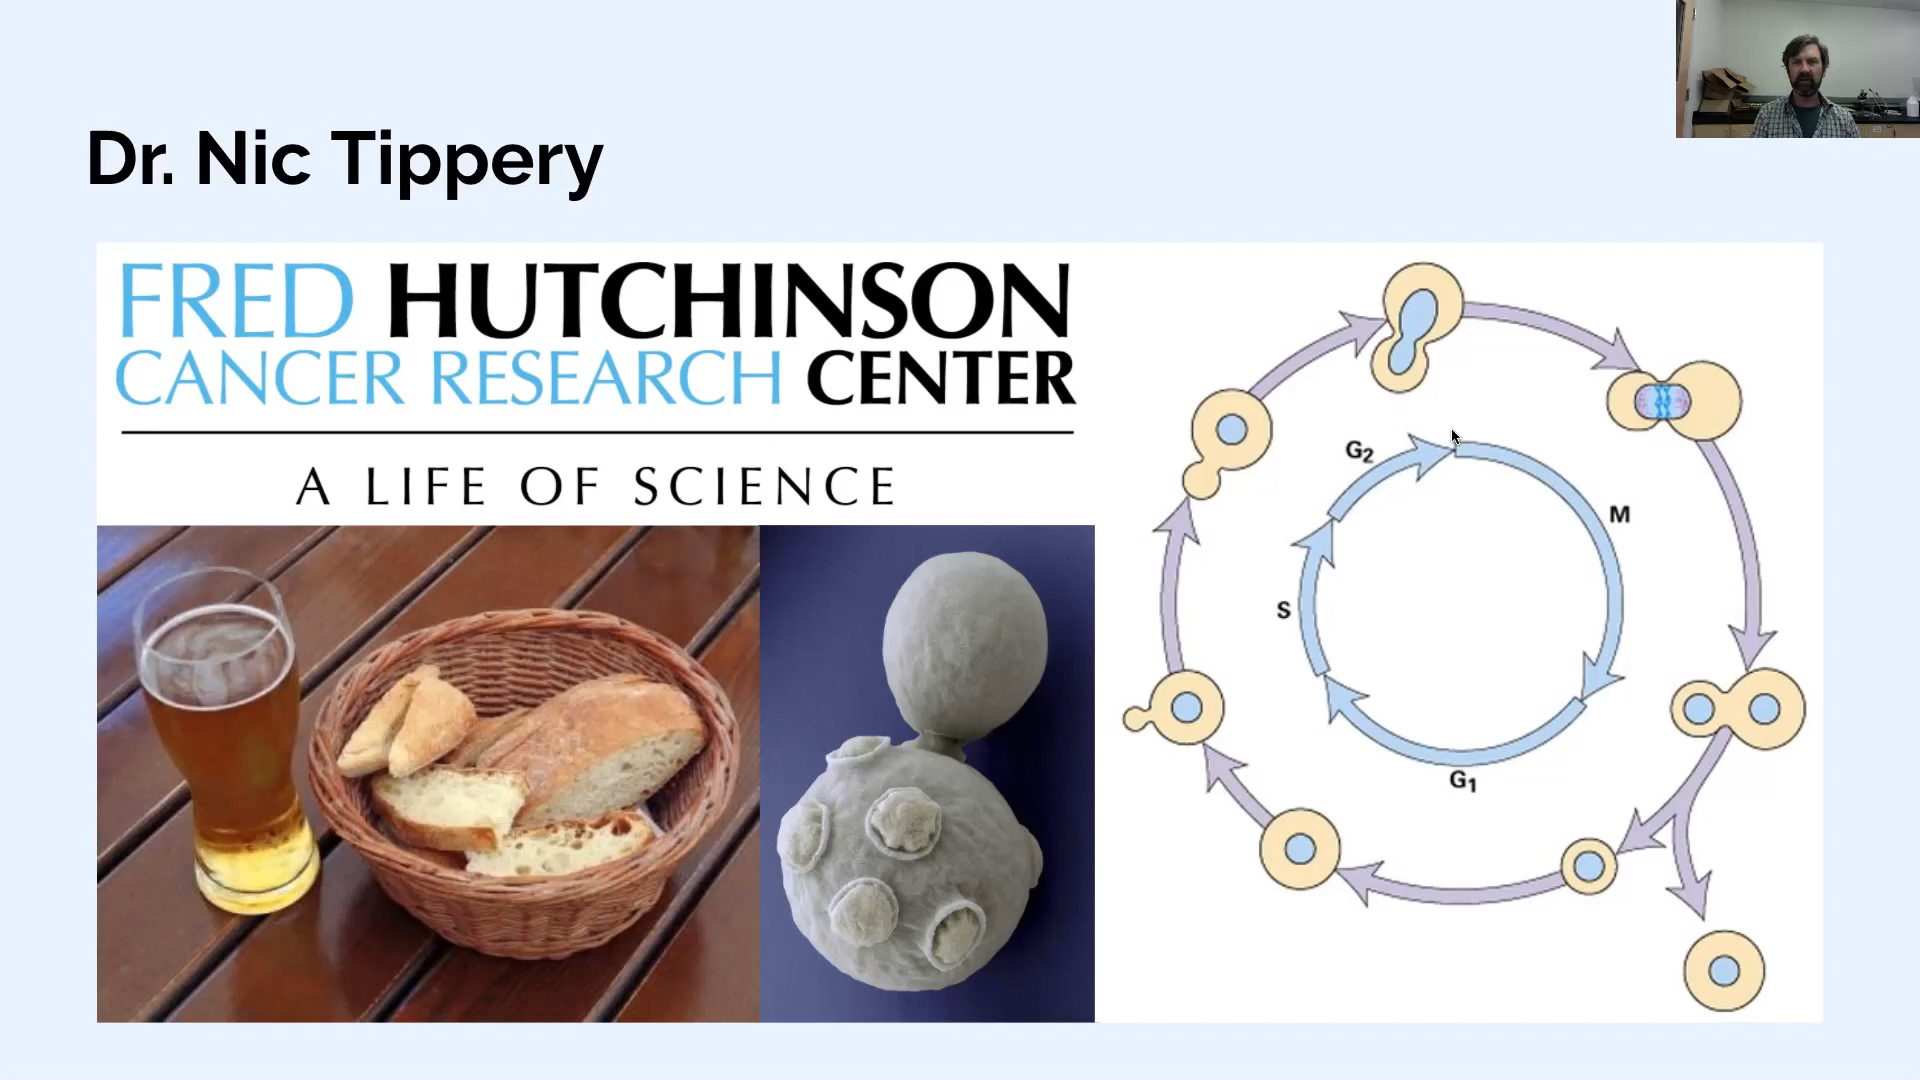 Dr. Nic Tippery
FRED HUTCHINSON
CANCER RESEARCH CENTER
A LIFE OF SCIENCE
G2
M
S
G1